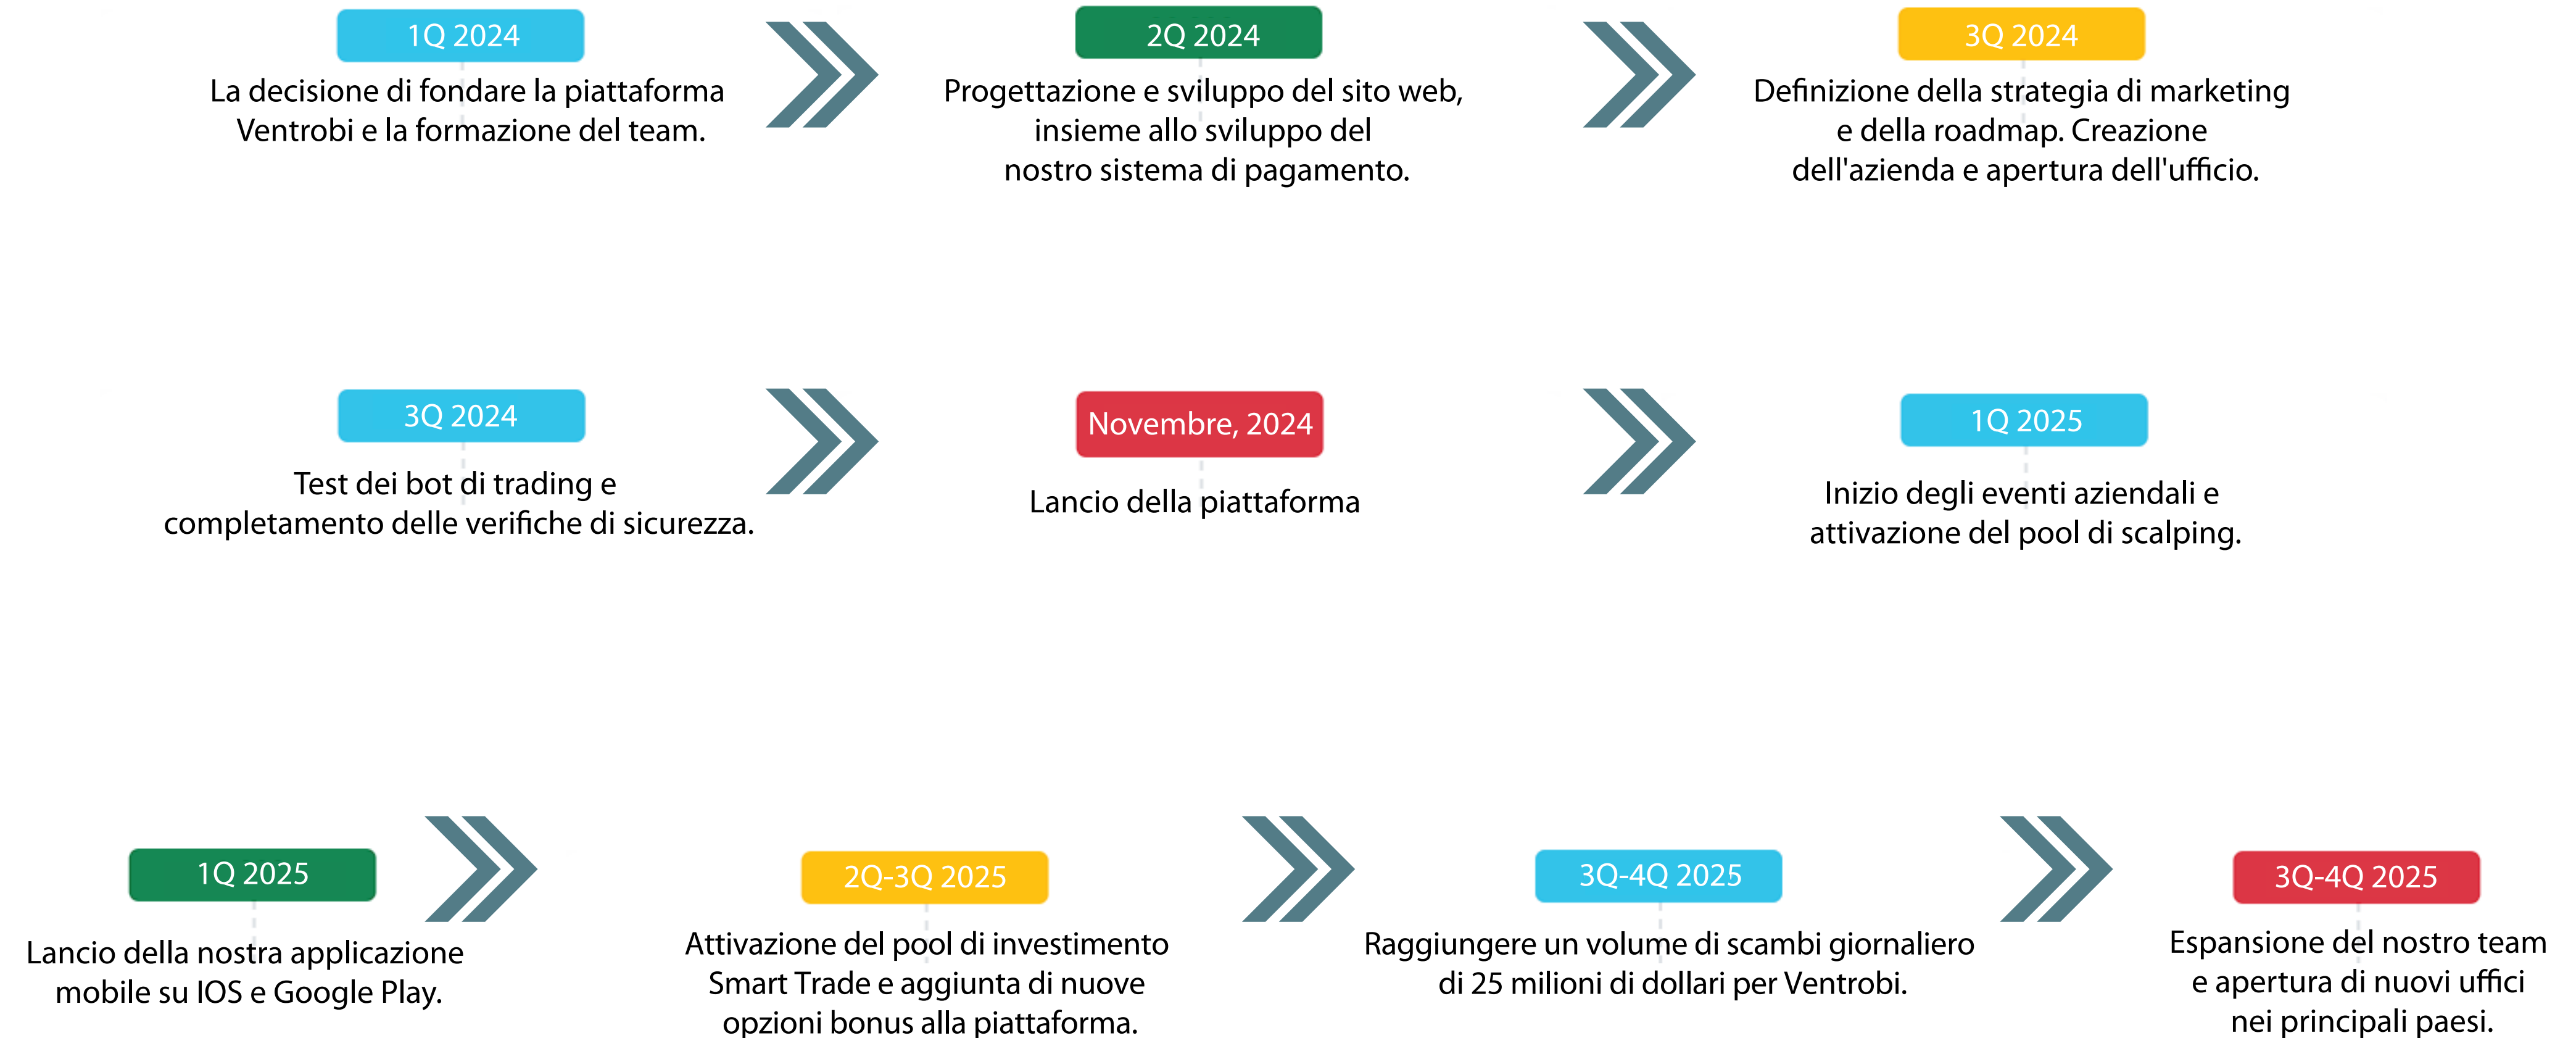 1Q 2024
La decisione di fondare la piattaforma
Ventrobi e la formazione del team.
2Q 2024
Progettazione e sviluppo del sito web,
insieme allo sviluppo del
nostro sistema di pagamento.
3Q 2024
Definizione della strategia di marketing
e della roadmap. Creazione
dell'azienda e apertura dell'ufficio.
3Q 2024
Test dei bot di trading e
completamento delle verifiche di sicurezza.
Novembre, 2024
Lancio della piattaforma
1Q 2025
Inizio degli eventi aziendali e
attivazione del pool di scalping.
1Q 2025
Lancio della nostra applicazione
mobile su IOS e Google Play.
2Q-3Q 2025
Attivazione del pool di investimento
Smart Trade e aggiunta di nuove
opzioni bonus alla piattaforma.
3Q-4Q 2025
Raggiungere un volume di scambi giornaliero
di 25 milioni di dollari per Ventrobi.
3Q-4Q 2025
Espansione del nostro team
e apertura di nuovi uffici
nei principali paesi.